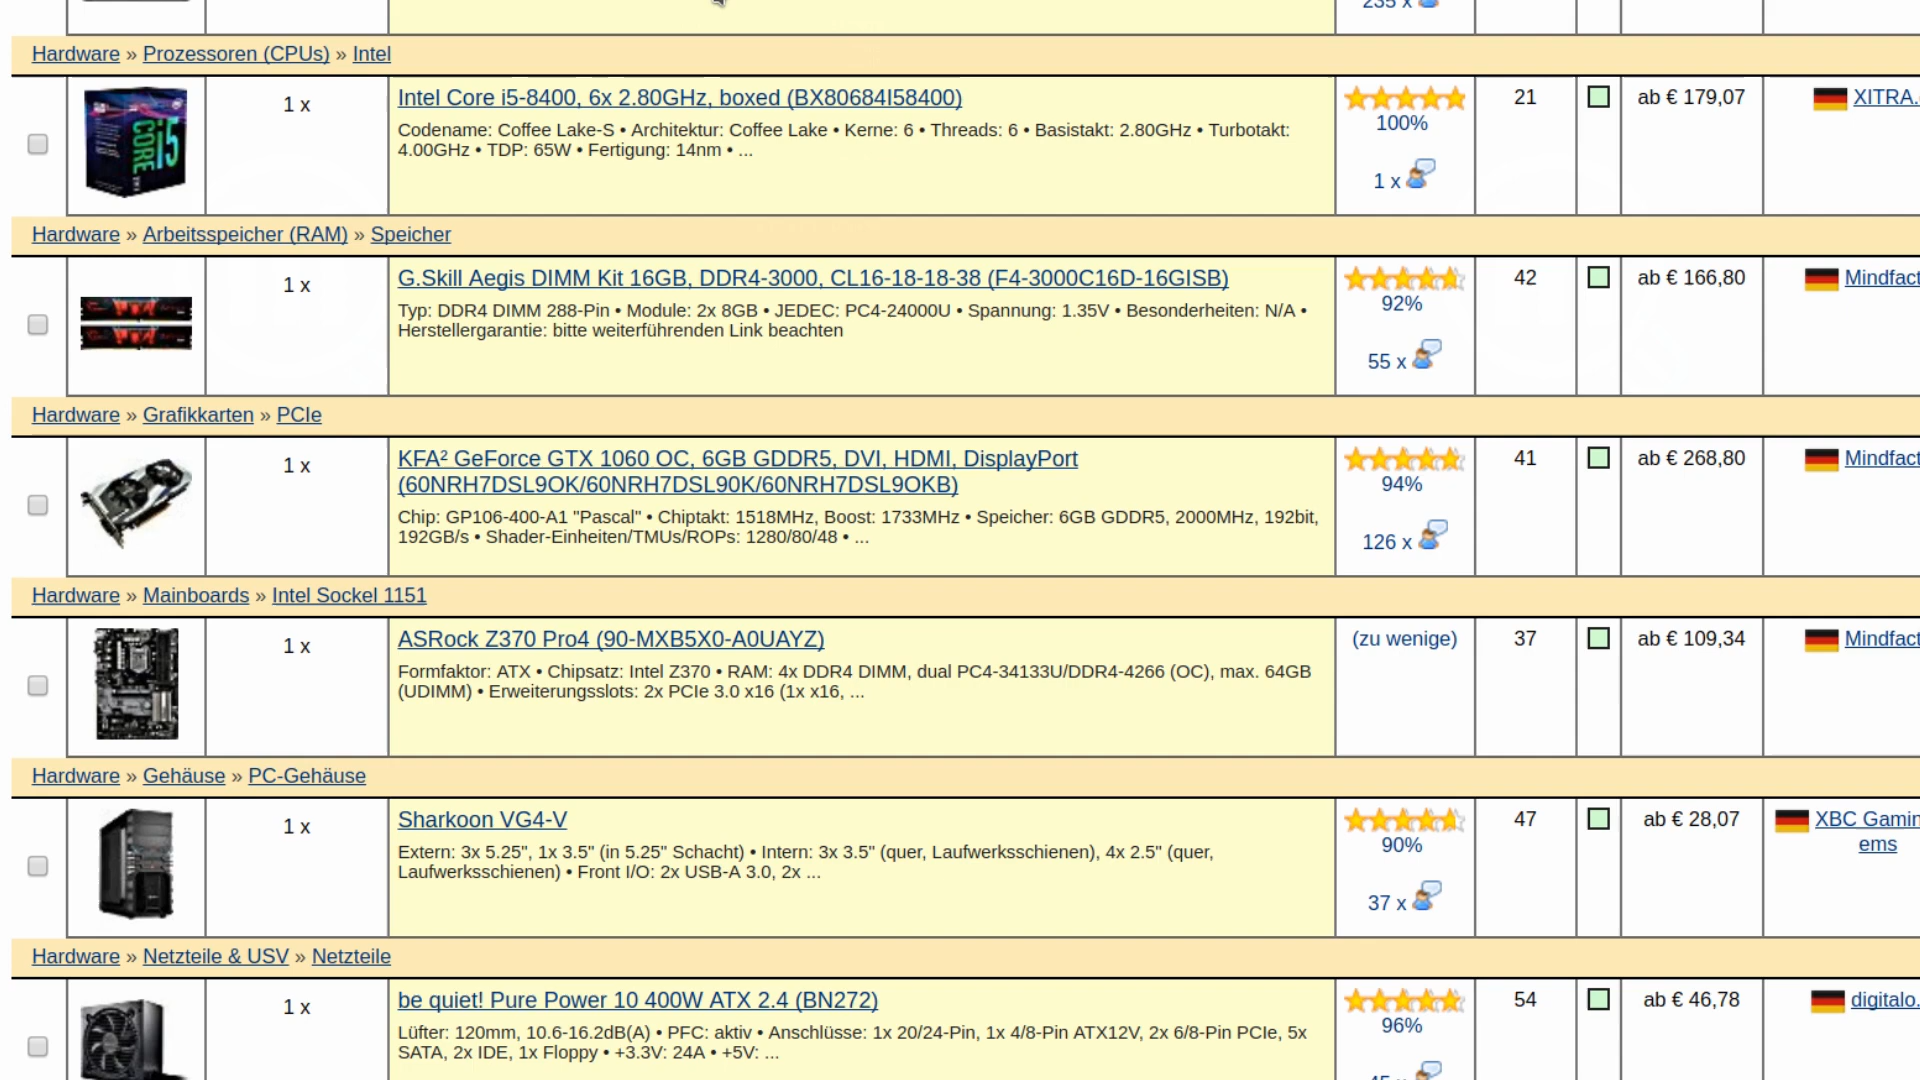 235 x
Hardware » Prozessoren (CPUs) » Intel
1 x
Intel Core i5-8400, 6x 2.80GHz, boxed (BX80684I58400)
Codename: Coffee Lake-S • Architektur: Coffee Lake • Kerne: 6 • Threads: 6 • Basistakt: 2.80GHz • Turbotakt:
4.00GHz • TDP: 65W • Fertigung: 14nm • ...
100%
1 x
21
ab € 179,07
XITRA.
CORE i5
Hardware » Arbeitsspeicher (RAM) » Speicher
1 x
G.Skill Aegis DIMM Kit 16GB, DDR4-3000, CL16-18-18-38 (F4-3000C16D-16GISB)
Typ: DDR4 DIMM 288-Pin • Module: 2x 8GB • JEDEC: PC4-24000U • Spannung: 1.35V • Besonderheiten: N/A •
Herstellergarantie: bitte weiterführenden Link beachten
92%
55 x
42
ab € 166,80
Mindfact
Hardware » Grafikkarten » PCIe
1 x
KFA² GeForce GTX 1060 OC, 6GB GDDR5, DVI, HDMI, DisplayPort
(60NRH7DSL9OK/60NRH7DSL90K/60NRH7DSL9OKB)
Chip: GP106-400-A1 "Pascal" • Chiptakt: 1518MHz, Boost: 1733MHz • Speicher: 6GB GDDR5, 2000MHz, 192bit,
192GB/s • Shader-Einheiten/TMUs/ROPs: 1280/80/48 • ...
94%
126 x
41
ab € 268,80
Mindfact
Hardware » Mainboards » Intel Sockel 1151
1 x
ASRock Z370 Pro4 (90-MXB5X0-A0UAYZ)
Formfaktor: ATX • Chipsatz: Intel Z370 • RAM: 4x DDR4 DIMM, dual PC4-34133U/DDR4-4266 (OC), max. 64GB
(UDIMM) • Erweiterungsslots: 2x PCIe 3.0 x16 (1x x16, ...
(zu wenige)
37
ab € 109,34
Mindfact
Hardware » Gehäuse » PC-Gehäuse
1 x
Sharkoon VG4-V
Extern: 3x 5.25", 1x 3.5" (in 5.25" Schacht) • Intern: 3x 3.5" (quer, Laufwerksschienen), 4x 2.5" (quer,
Laufwerksschienen) • Front I/O: 2x USB-A 3.0, 2x ...
90%
37 x
47
ab € 28,07
XBC Gamin
ems
Hardware » Netzteile & USV » Netzteile
1 x
be quiet! Pure Power 10 400W ATX 2.4 (BN272)
Lüfter: 120mm, 10.6-16.2dB(A) • PFC: aktiv • Anschlüsse: 1x 20/24-Pin, 1x 4/8-Pin ATX12V, 2x 6/8-Pin PCIe, 5x
SATA, 2x IDE, 1x Floppy • +3.3V: 24A • +5V: ...
96%
54
ab € 46,78
digitalo.